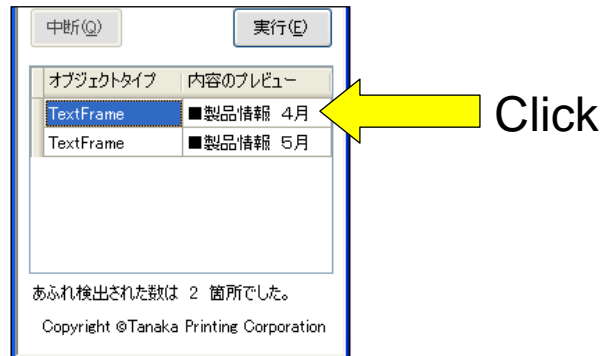 中断(Q) 実行(E)
オブジェクトタイプ 内容のプレビュー
TextFrame ■製品情報 4月
Click
TextFrame ■製品情報 5月
あふれ検出された数は 2 箇所でした。
Copyright ©Tanaka Printing Corporation